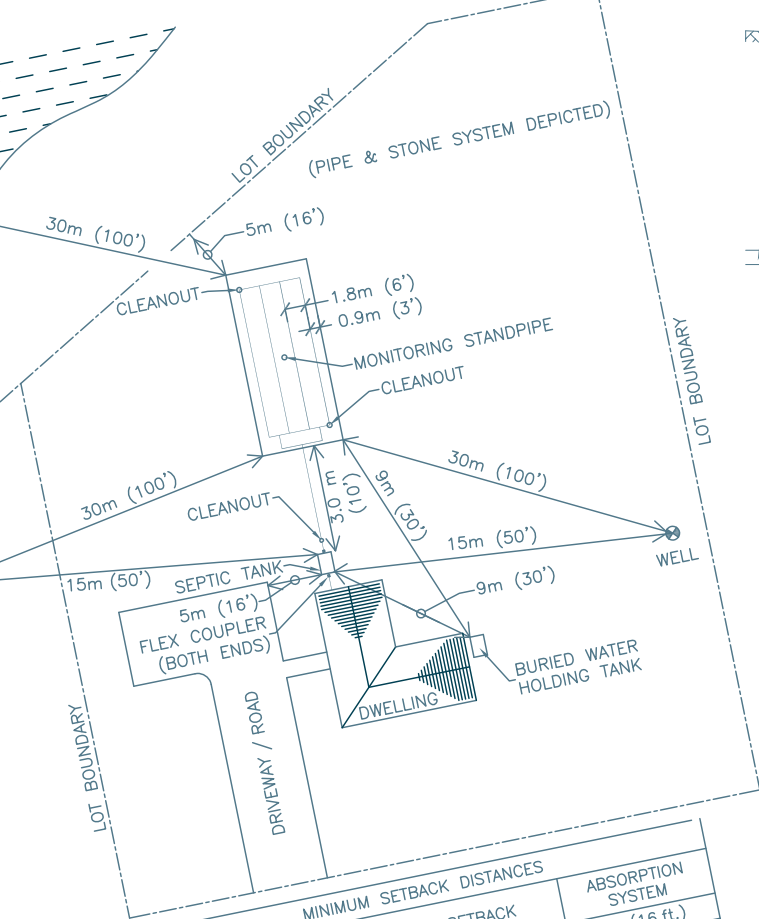 LOT BOUNDARY
(PIPE & STONE SYSTEM DEPICTED)
30m (100')
5m (16')
CLEANOUT
1.8m (6')
0.9m (3')
MONITORING STANDPIPE
CLEANOUT
LOT BOUNDARY
30m (100')
30m (100')
CLEANOUT
3.0 m
(10')
9m (30')
15m (50')
WELL
15m (50')
SEPTIC TANK
5m (16')
9m (30')
FLEX COUPLER
(BOTH ENDS)
BURIED WATER
HOLDING TANK
DWELLING
LOT BOUNDARY
DRIVEWAY / ROAD
MINIMUM SETBACK DISTANCES
ABSORPTION
SYSTEM
SETBACK
(16 ft.)